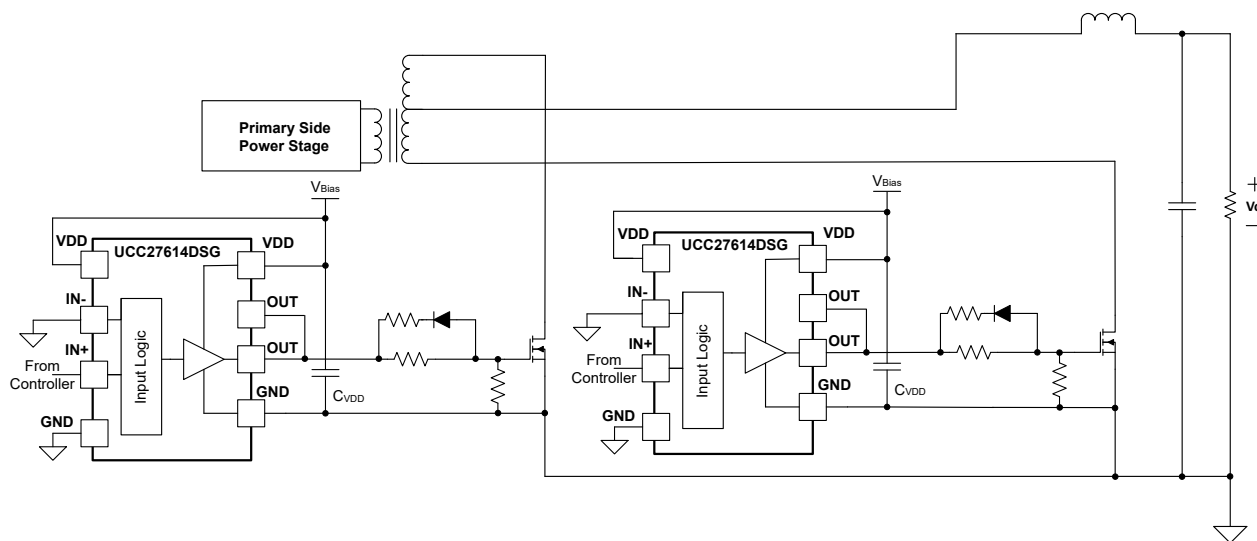 Primary Side
Power Stage
VBias
VDD
UCC27614DSG
VDD
IN-
OUT
IN+
OUT
From
Controller
Input Logic
GND
GND
CVDD
VBias
VDD
UCC27614DSG
VDD
IN-
OUT
IN+
OUT
From
Controller
Input Logic
GND
GND
CVDD
+
–